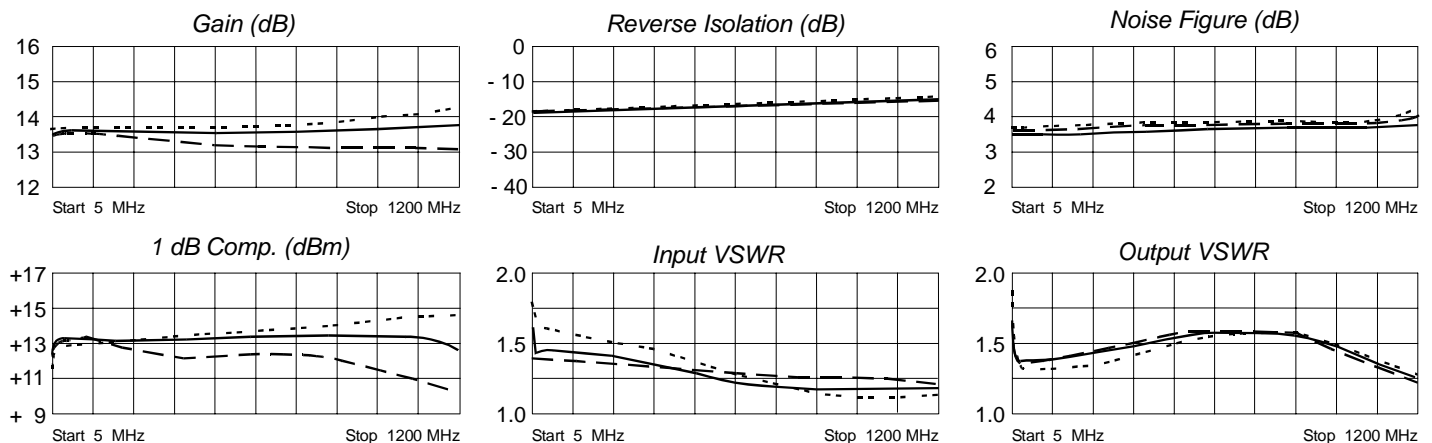 Gain (dB)
16
15
14
13
12
Start 5 MHz
Stop 1200 MHz
Reverse Isolation (dB)
0
- 10
- 20
- 30
- 40
Start 5 MHz
Stop 1200 MHz
Noise Figure (dB)
6
5
4
3
2
Start 5 MHz
Stop 1200 MHz
1 dB Comp. (dBm)
+17
+15
+13
+11
+ 9
Start 5 MHz
Stop 1200 MHz
Input VSWR
2.0
1.5
1.0
Start 5 MHz
Stop 1200 MHz
Output VSWR
2.0
1.5
1.0
Start 5 MHz
Stop 1200 MHz